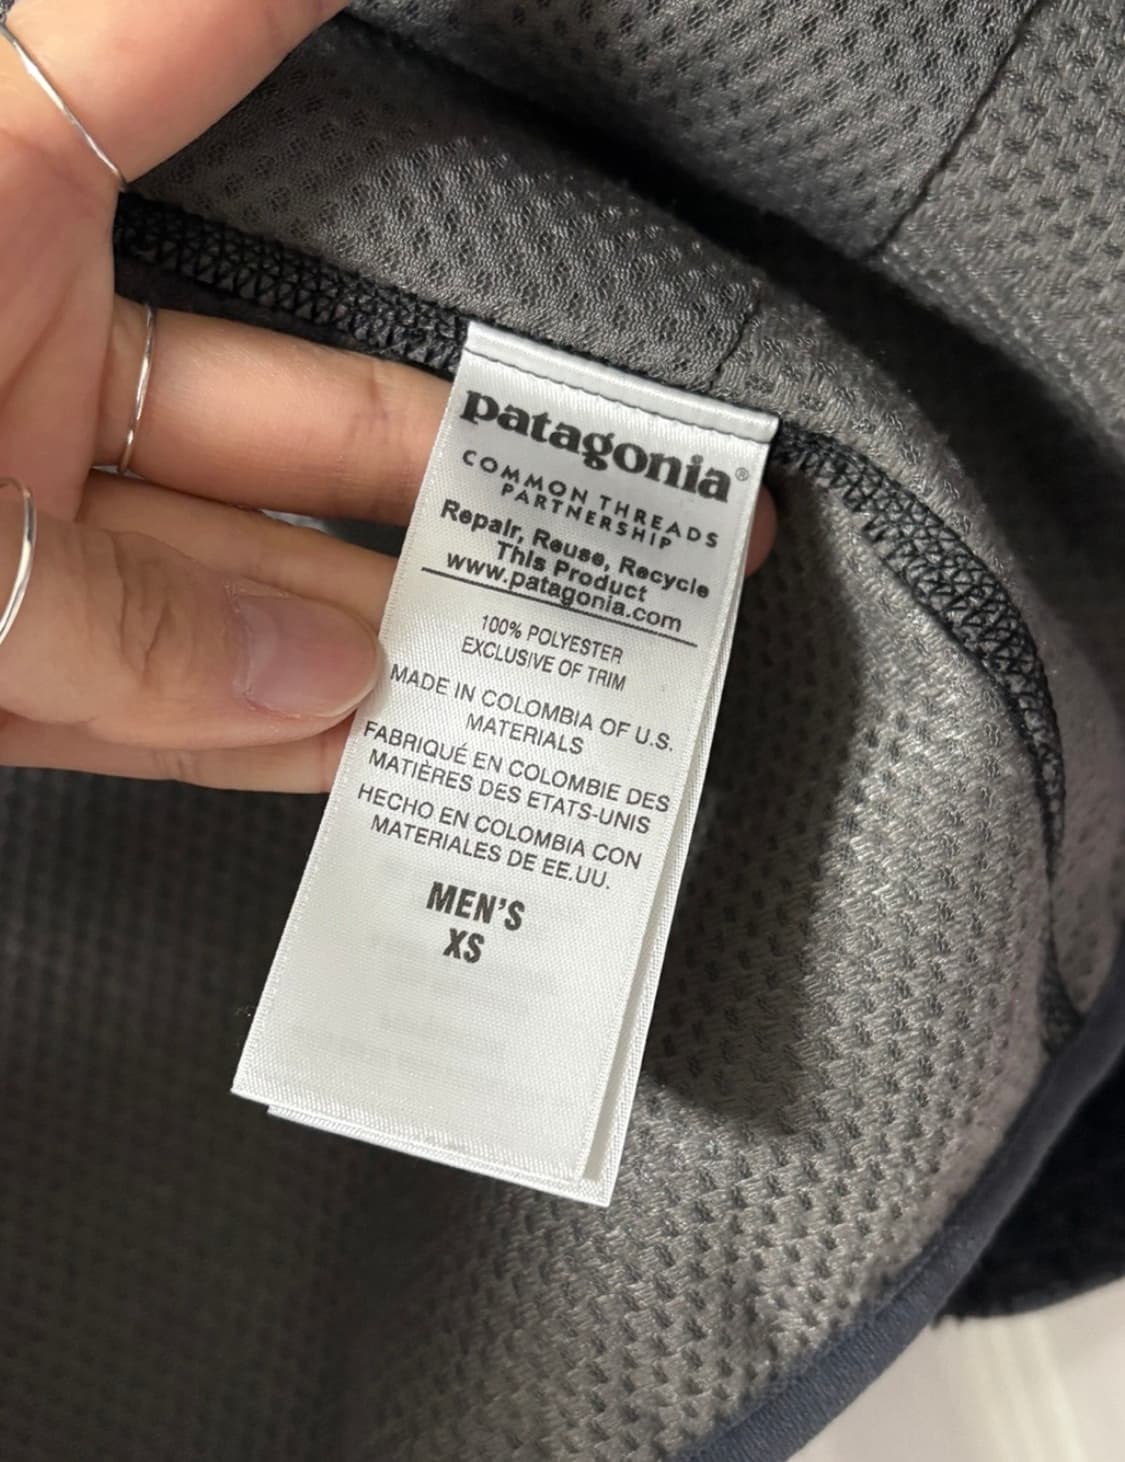 patagonia®
COMMON THREADS
PARTNERSHIP
Repair, Reuse, Recycle
This Product
www.patagonia.com
100% POLYESTER
EXCLUSIVE OF TRIM
MADE IN COLOMBIA OF U.S.
MATERIALS
FABRIQUÉ EN COLOMBIE DES
MATIÈRES DES ETATS-UNIS
HECHO EN COLOMBIA CON
MATERIALES DE EE.UU.
MEN'S
XS